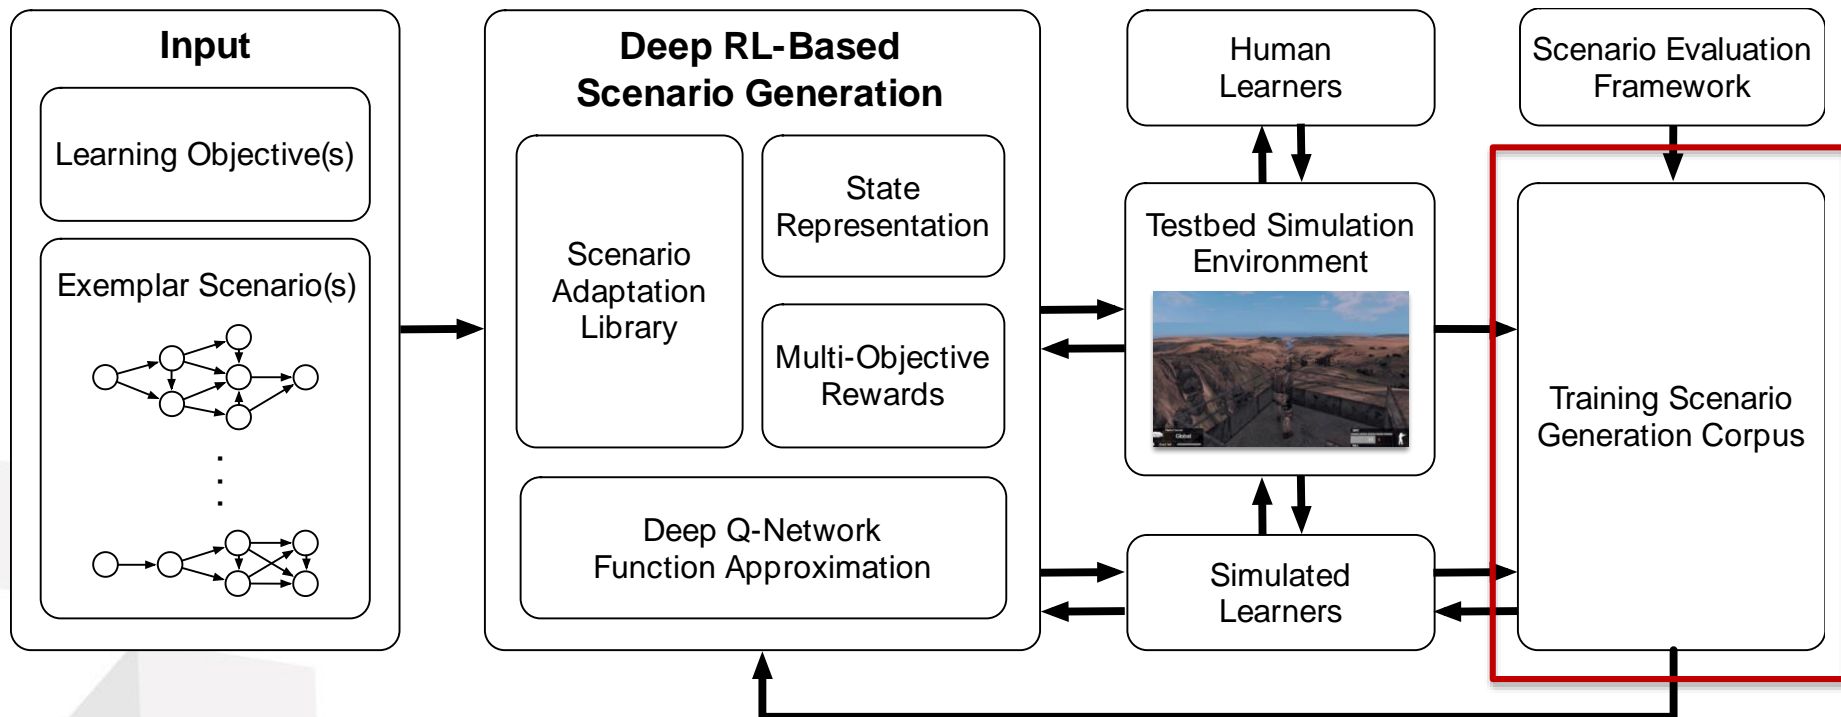 Input
Learning Objective(s)
Exemplar Scenario(s)
Deep RL-Based
Scenario Generation
Scenario
Adaptation
Library
State
Representation
Multi-Objective
Rewards
Deep Q-Network
Function Approximation
Human
Learners
Testbed Simulation
Environment
Global
Simulated
Learners
Scenario Evaluation
Framework
Training Scenario
Generation Corpus